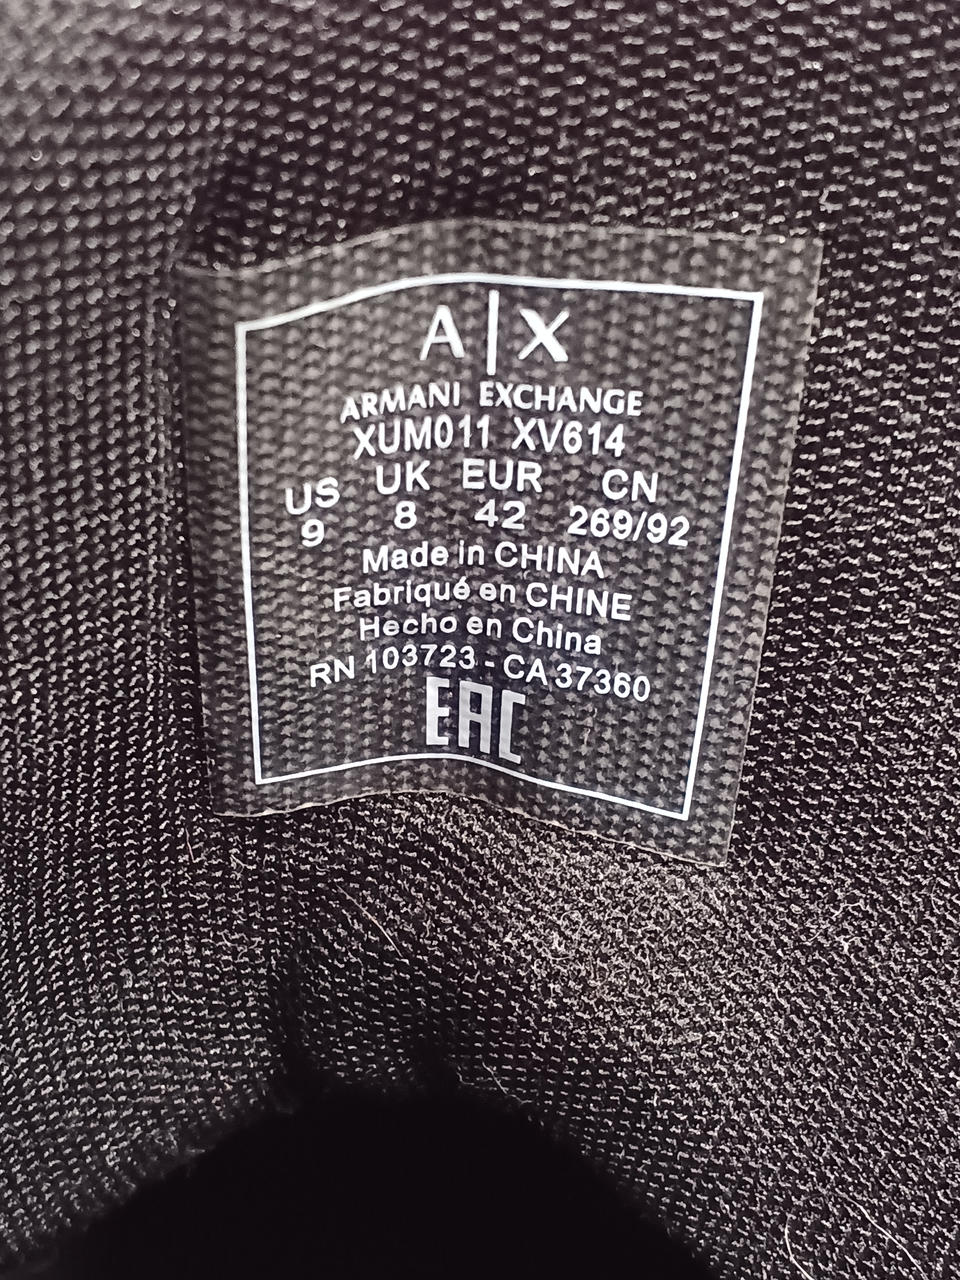 A|X
ARMANI EXCHANGE
XUM011 XV614
US UK EUR CN
9 8 42 269/92
Made in CHINA
Fabriqué en CHINE
Hecho en China
RN 103723 - CA 37360
EAC